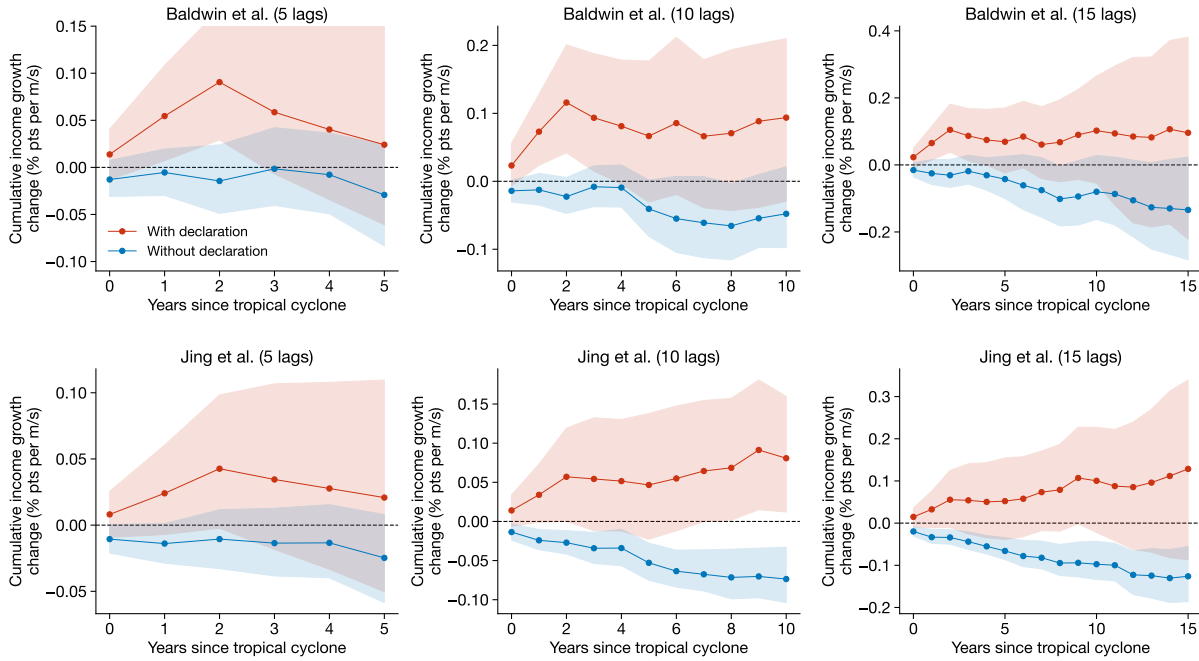 Baldwin et al. (5 lags)
Cumulative income growth
change (% pts per m/s)
0.15
0.10
0.05
0.00
−0.05
−0.10
With declaration
Without declaration
0 1 2 3 4 5
Years since tropical cyclone
Baldwin et al. (10 lags)
Cumulative income growth
change (% pts per m/s)
0.2
0.1
0.0
−0.1
0 2 4 6 8 10
Years since tropical cyclone
Baldwin et al. (15 lags)
Cumulative income growth
change (% pts per m/s)
0.4
0.2
0.0
−0.2
0 5 10 15
Years since tropical cyclone
Jing et al. (5 lags)
Cumulative income growth
change (% pts per m/s)
0.10
0.05
0.00
−0.05
0 1 2 3 4 5
Years since tropical cyclone
Jing et al. (10 lags)
Cumulative income growth
change (% pts per m/s)
0.15
0.10
0.05
0.00
−0.05
−0.10
0 2 4 6 8 10
Years since tropical cyclone
Jing et al. (15 lags)
Cumulative income growth
change (% pts per m/s)
0.3
0.2
0.1
0.0
−0.1
−0.2
0 5 10 15
Years since tropical cyclone